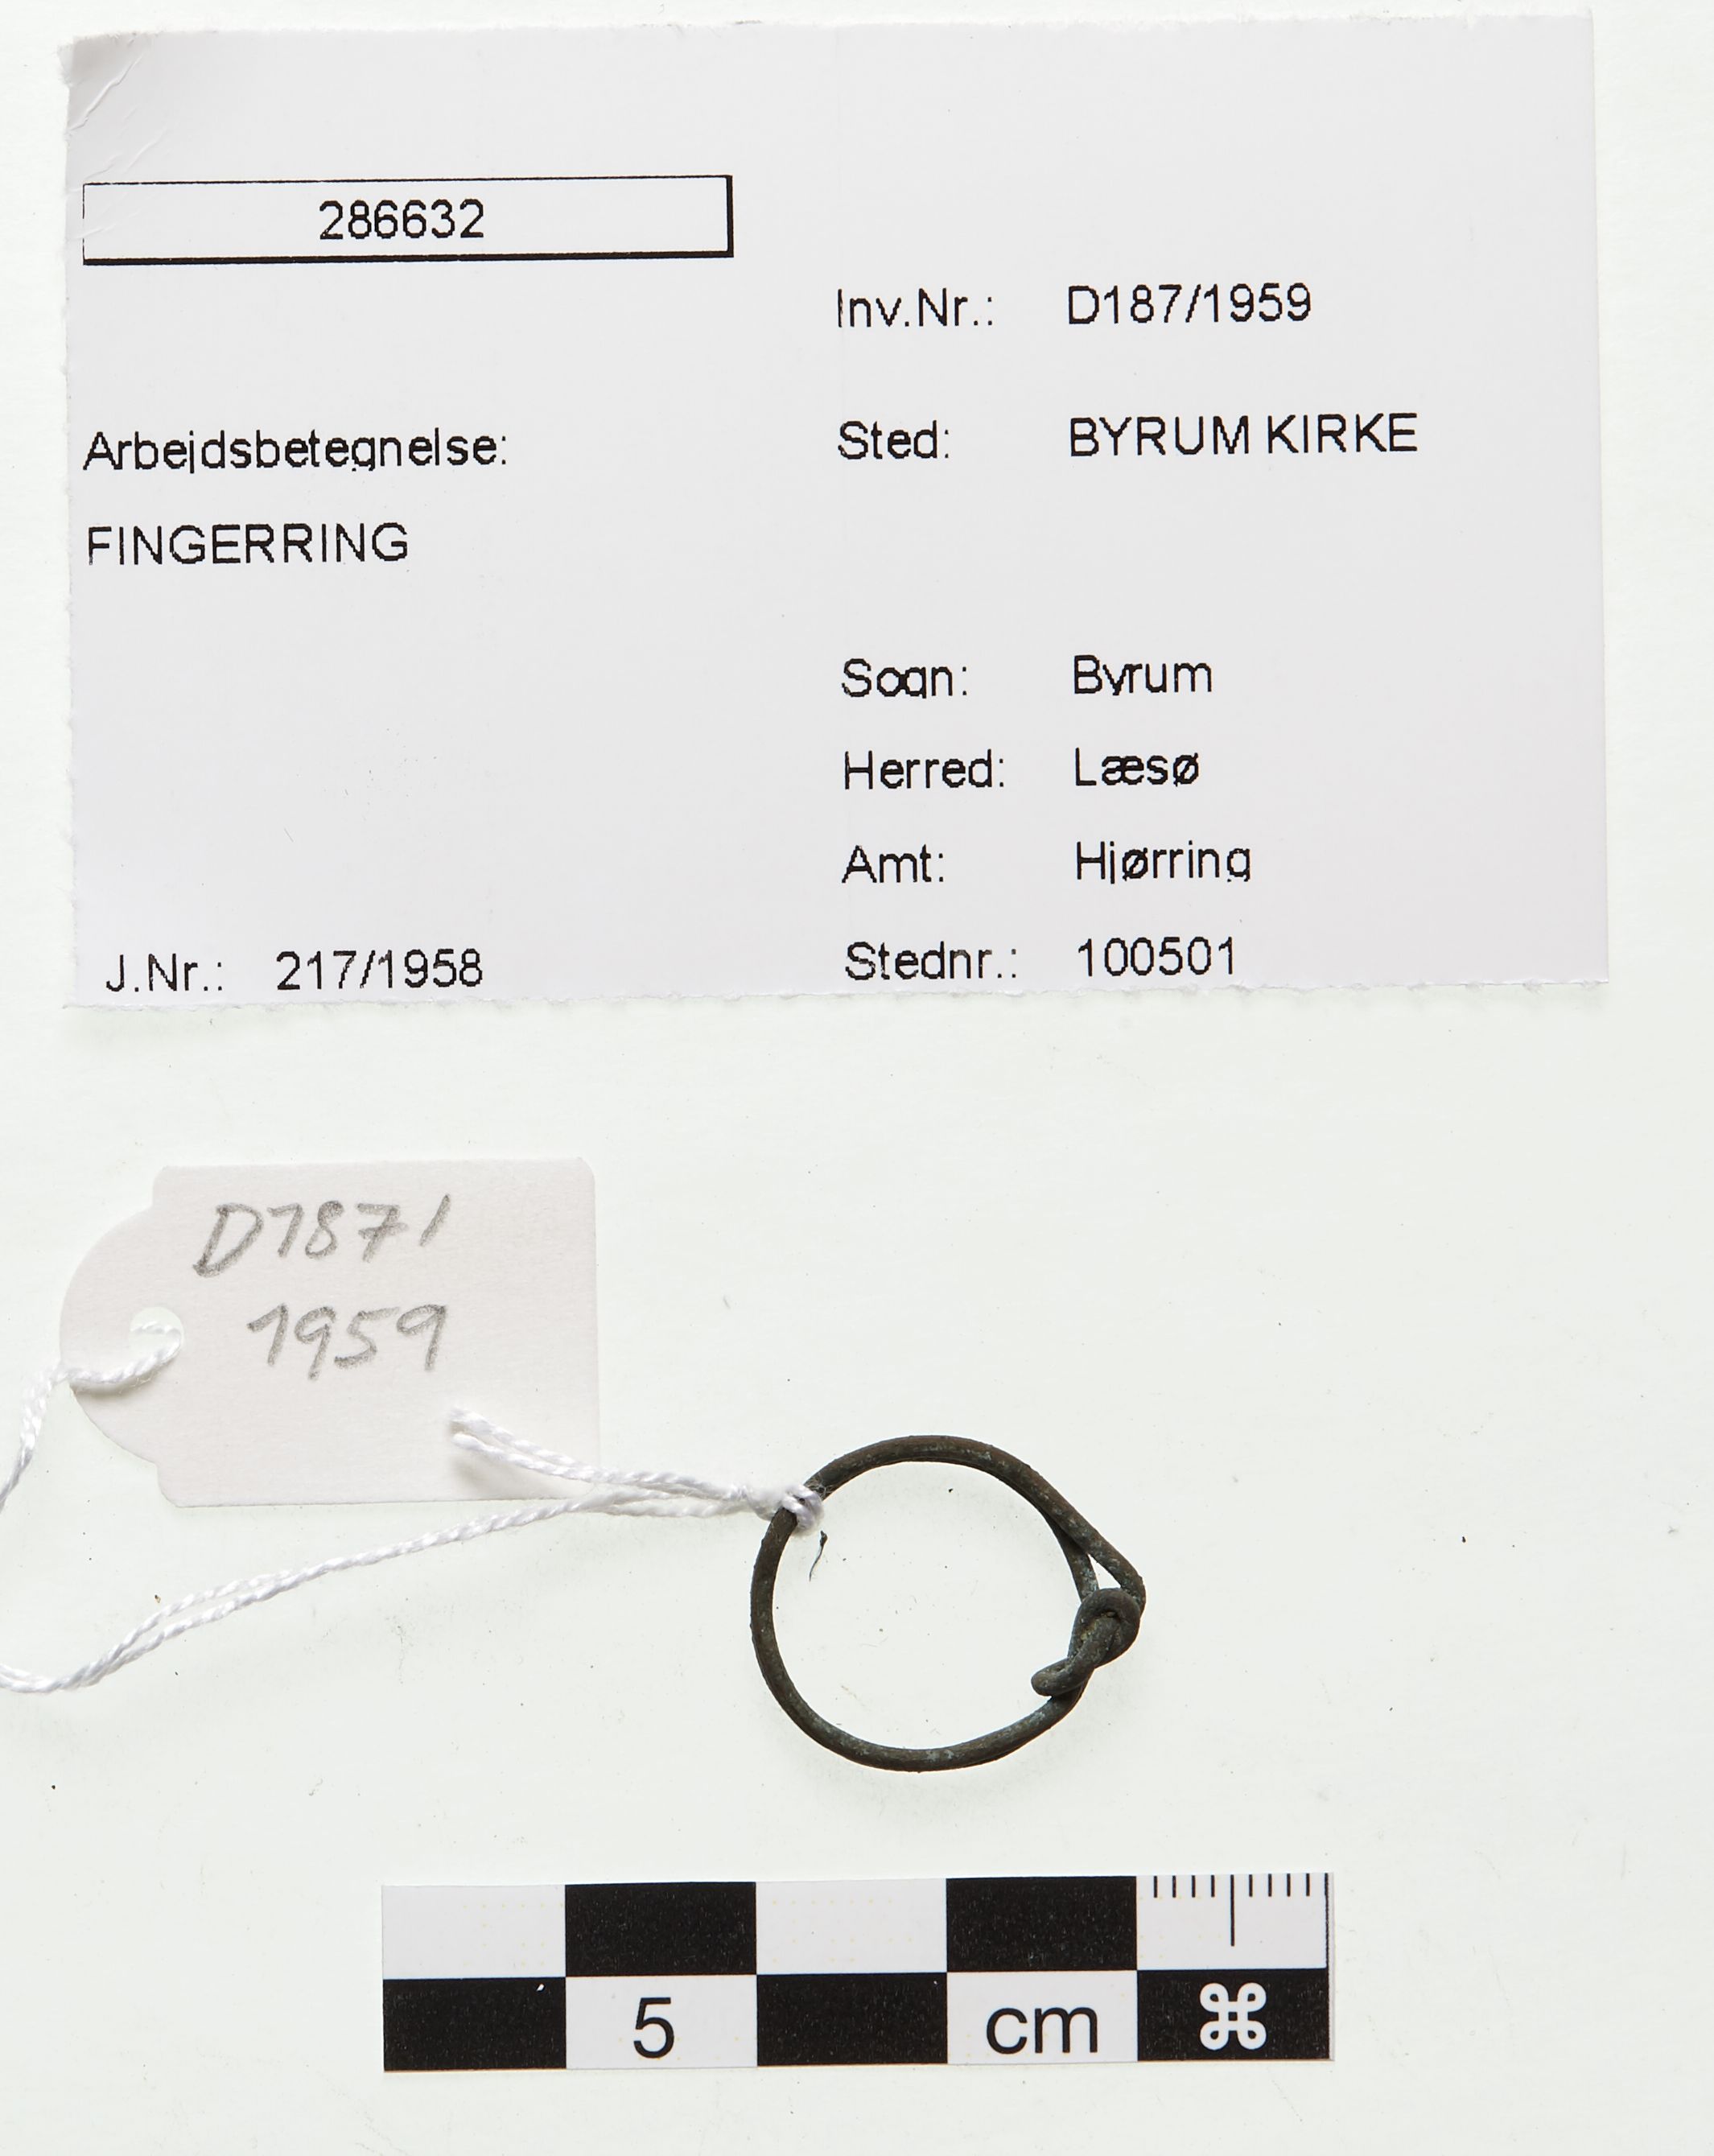 286632
Inv.Nr.: D187/1959
Arbejdsbetegnelse:
Sted: BYRUM KIRKE
FINGERRING
Sogn: Byrum
Herred: Læsø
Amt: Hjørring
J.Nr.: 217/1958
Stednr.: 100501
D187/
1959
5 cm